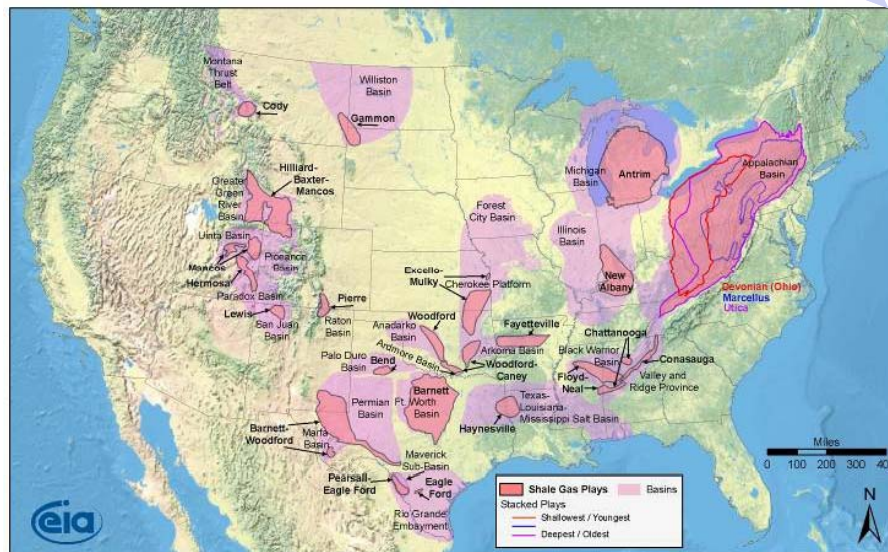 Montana
Thrust
Belt
Cody
Williston
Basin
Gammon
Hilliard-
Baxter-
Mancos
Greater
Green
River
Basin
Uinta Basin
Mancos
Piceance
Basin
Hermosa
Paradox Basin
Lewis
San Juan
Basin
Pierre
Raton
Basin
Michigan
Basin
Antrim
Appalachian
Basin
Forest
City Basin
Illinois
Basin
New
Albany
Excello-
Mulky
Cherokee Platform
Devonian (Ohio)
Marcellus
Utica
Woodford
Anadarko
Basin
Fayetteville
Arkoma Basin
Chattanooga
Black Warrior
Basin
Conasauga
Valley and
Ridge Province
Floyd-
Neal
Palo Duro
Basin
Bend
Ardmore Basin
Woodford-
Caney
Barnett
Ft. Worth
Basin
Permian
Basin
Texas-
Louisiana-
Mississippi Salt Basin
Haynesville
Barnett-
Woodford
Marfa
Basin
Maverick
Sub-Basin
Pearsall-
Eagle Ford
Eagle
Ford
Rio Grande
Embayment
Miles
0 100 200 300 40
Shale Gas Plays
Basins
Stacked Plays
Shallowest / Youngest
Deepest / Oldest
N
eia